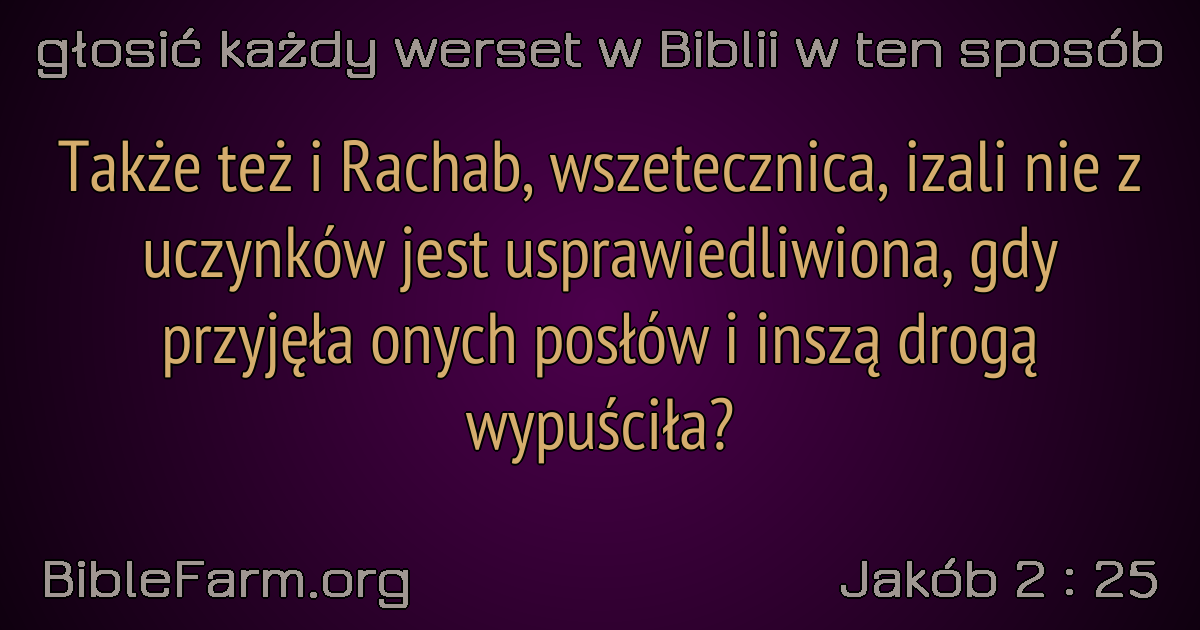 głosić każdy werset w Biblii w ten sposób
Także też i Rachab, wszetecznica, izali nie z
uczynków jest usprawiedliwiona, gdy
przyjęła onych posłów i inszą drogą
wypuściła?
BibleFarm.org
Jakób 2 : 25